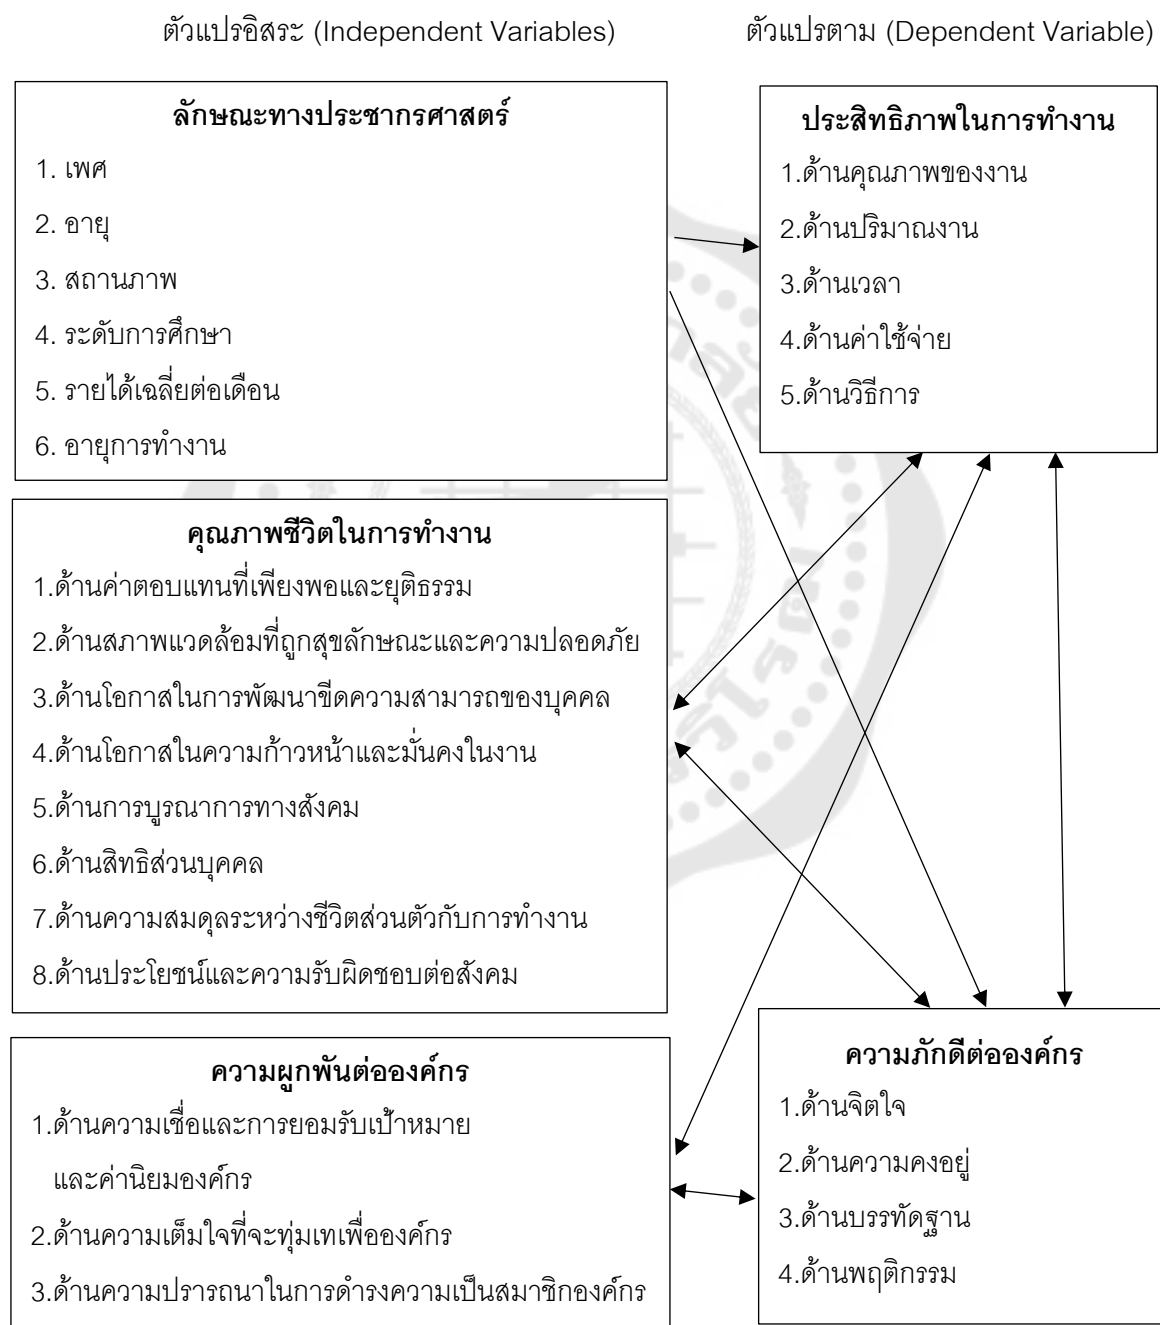 ตัวแปรอิสระ (Independent Variables)
ตัวแปรตาม (Dependent Variable)
ลักษณะทางประชากรศาสตร์
1. เพศ
2. อายุ
3. สถานภาพ
4. ระดับการศึกษา
5. รายได้เฉลี่ยต่อเดือน
6. อายุการทำงาน
ประสิทธิภาพในการทำงาน
1.ด้านคุณภาพของงาน
2.ด้านปริมาณงาน
3.ด้านเวลา
4.ด้านค่าใช้จ่าย
5.ด้านวิธีการ
คุณภาพชีวิตในการทำงาน
1.ด้านค่าตอบแทนที่เพียงพอและยุติธรรม
2.ด้านสภาพแวดล้อมที่ถูกสุขลักษณะและความปลอดภัย
3.ด้านโอกาสในการพัฒนาขีดความสามารถของบุคคล
4.ด้านโอกาสในความก้าวหน้าและมั่นคงในงาน
5.ด้านการบูรณาการทางสังคม
6.ด้านสิทธิส่วนบุคคล
7.ด้านความสมดุลระหว่างชีวิตส่วนตัวกับการทำงาน
8.ด้านประโยชน์และความรับผิดชอบต่อสังคม
ความผูกพันต่อองค์กร
1.ด้านความเชื่อและการยอมรับเป้าหมาย
และค่านิยมองค์กร
2.ด้านความเต็มใจที่จะทุ่มเทเพื่อองค์กร
3.ด้านความปรารถนาในการดำรงความเป็นสมาชิกองค์กร
ความภักดีต่อองค์กร
1.ด้านจิตใจ
2.ด้านความคงอยู่
3.ด้านบรรทัดฐาน
4.ด้านพฤติกรรม